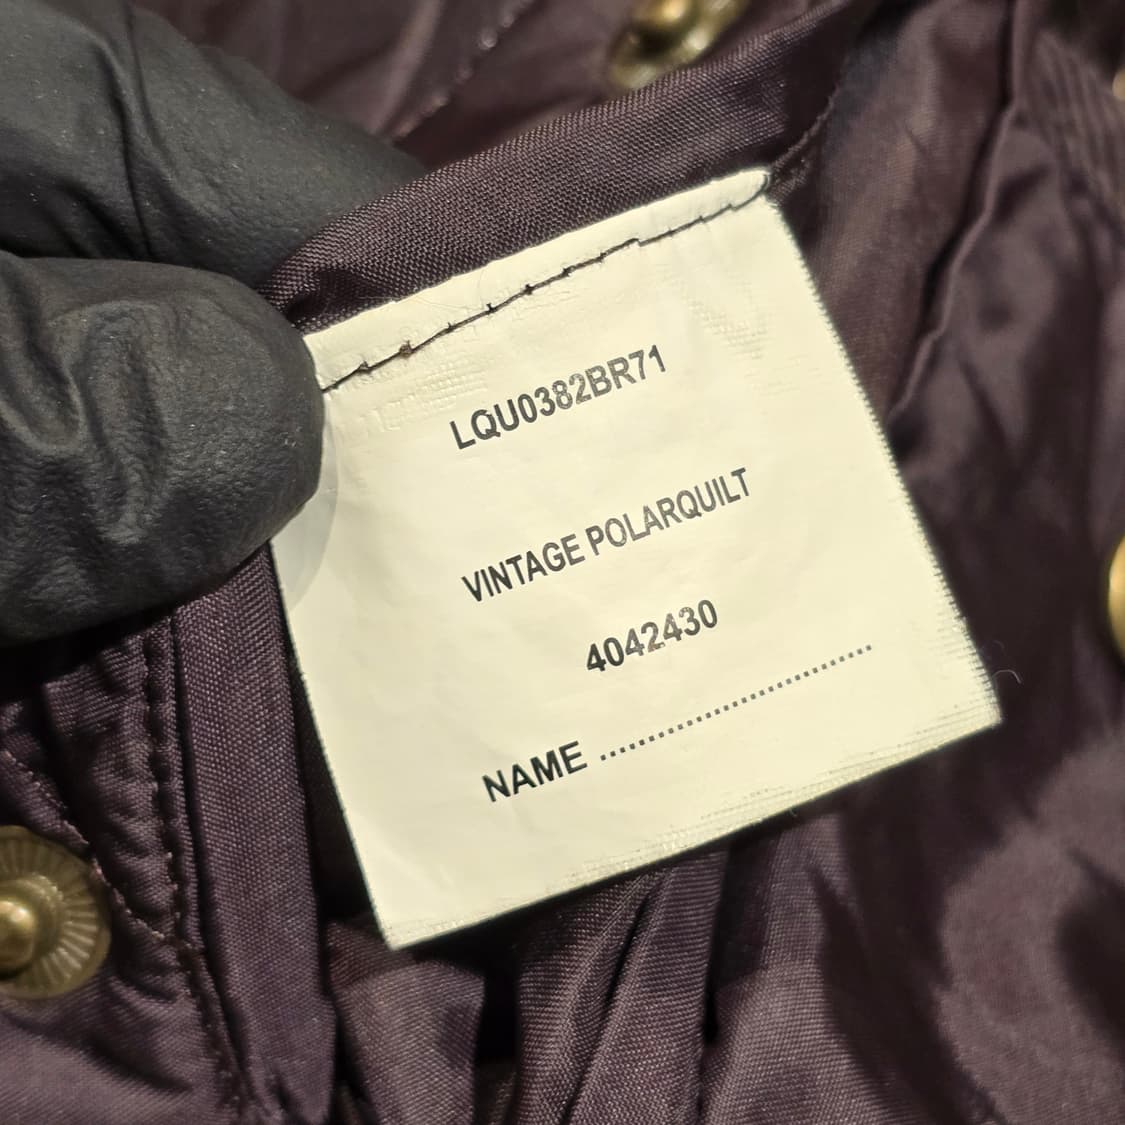 LQU0382BR71
VINTAGE POLARQUILT
4042430
NAME ................................